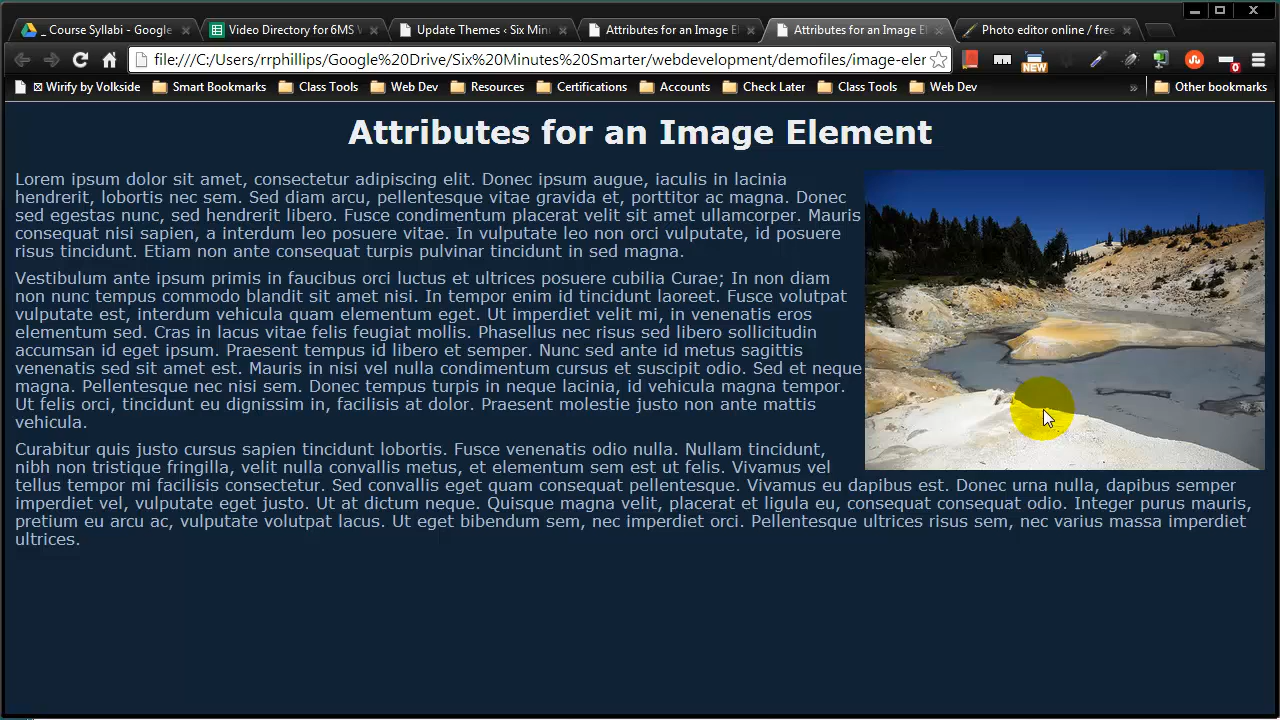 _ Course Syllabi - Google
Video Directory for 6MS
Update Themes ‹ Six Min
Attributes for an Image E
Attributes for an Image El
Photo editor online / free
file:///C:/Users/rrphillips/Google%20Drive/Six%20Minutes%20Smarter/webdevelopment/demofiles/image-eler
NEW
0
Wirify by Volkside
Smart Bookmarks
Class Tools
Web Dev
Resources
Certifications
Accounts
Check Later
Class Tools
Web Dev
»
Other bookmarks
Attributes for an Image Element
Lorem ipsum dolor sit amet, consectetur adipiscing elit. Donec ipsum augue, iaculis in lacinia
hendrerit, lobortis nec sem. Sed diam arcu, pellentesque vitae gravida et, porttitor ac magna. Donec
sed egestas nunc, sed hendrerit libero. Fusce condimentum placerat velit sit amet ullamcorper. Mauris
consequat nisi sapien, a interdum leo posuere vitae. In vulputate leo non orci vulputate, id posuere
risus tincidunt. Etiam non ante consequat turpis pulvinar tincidunt in sed magna.
Vestibulum ante ipsum primis in faucibus orci luctus et ultrices posuere cubilia Curae; In non diam
non nunc tempus commodo blandit sit amet nisi. In tempor enim id tincidunt laoreet. Fusce volutpat
vulputate est, interdum vehicula quam elementum eget. Ut imperdiet velit mi, in venenatis eros
elementum sed. Cras in lacus vitae felis feugiat mollis. Phasellus nec risus sed libero sollicitudin
accumsan id eget ipsum. Praesent tempus id libero et semper. Nunc sed ante id metus sagittis
venenatis sed sit amet est. Mauris in nisi vel nulla condimentum cursus et suscipit odio. Sed et neque
magna. Pellentesque nec nisi sem. Donec tempus turpis in neque lacinia, id vehicula magna tempor.
Ut felis orci, tincidunt eu dignissim in, facilisis at dolor. Praesent molestie justo non ante mattis
vehicula.
Curabitur quis justo cursus sapien tincidunt lobortis. Fusce venenatis odio nulla. Nullam tincidunt,
nibh non tristique fringilla, velit nulla convallis metus, et elementum sem est ut felis. Vivamus vel
tellus tempor mi facilisis consectetur. Sed convallis eget quam consequat pellentesque. Vivamus eu dapibus est. Donec urna nulla, dapibus semper
imperdiet vel, vulputate eget justo. Ut at dictum neque. Quisque magna velit, placerat et ligula eu, consequat consequat odio. Integer purus mauris,
pretium eu arcu ac, vulputate volutpat lacus. Ut eget bibendum sem, nec imperdiet orci. Pellentesque ultrices risus sem, nec varius massa imperdiet
ultrices.